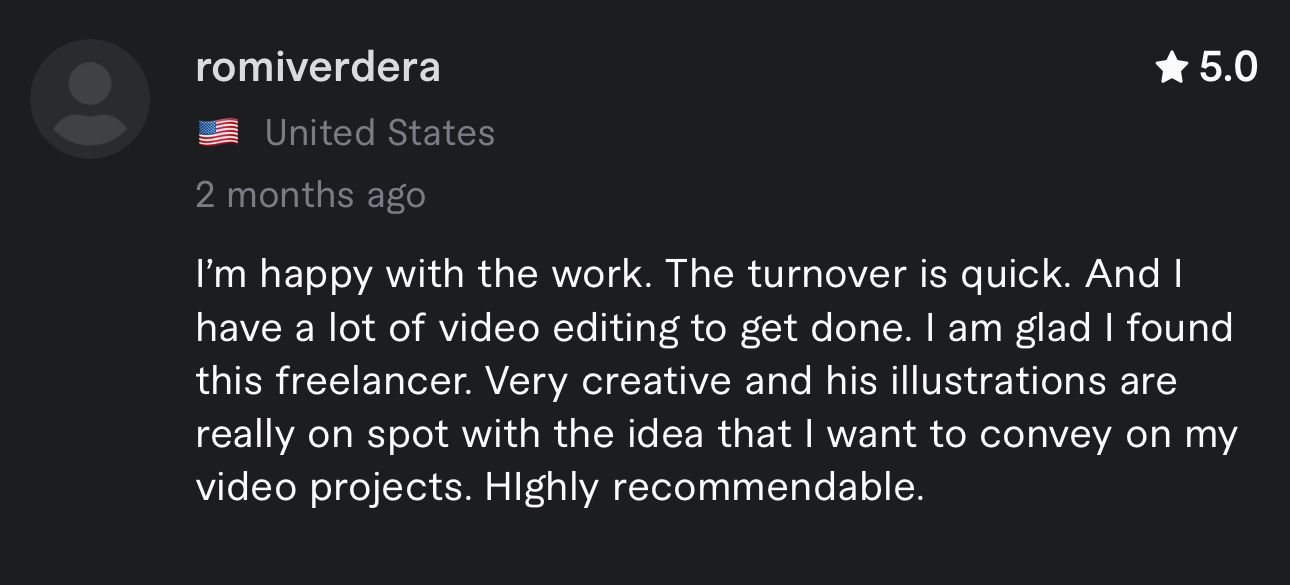 romiverdera
★ 5.0
🇺🇸 United States
2 months ago
I’m happy with the work. The turnover is quick. And I
have a lot of video editing to get done. I am glad I found
this freelancer. Very creative and his illustrations are
really on spot with the idea that I want to convey on my
video projects. HIghly recommendable.